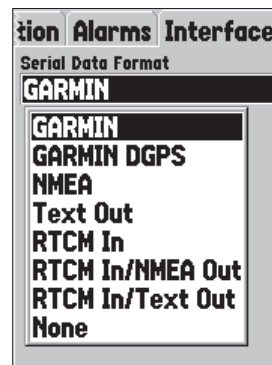 tion Alarms Interface
Serial Data Format
GARMIN
GARMIN
GARMIN DGPS
NMEA
Text Out
RTCM In
RTCM In/NMEA Out
RTCM In/Text Out
None